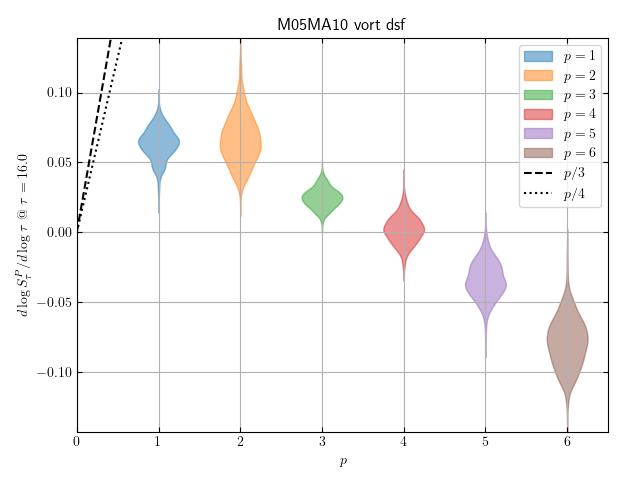 M05MA10 vort dsf
d log S_τ^P / d log τ @ τ = 16.0
0.10
0.05
0.00
−0.05
−0.10
0 1 2 3 4 5 6
p
p = 1
p = 2
p = 3
p = 4
p = 5
p = 6
p/3
p/4